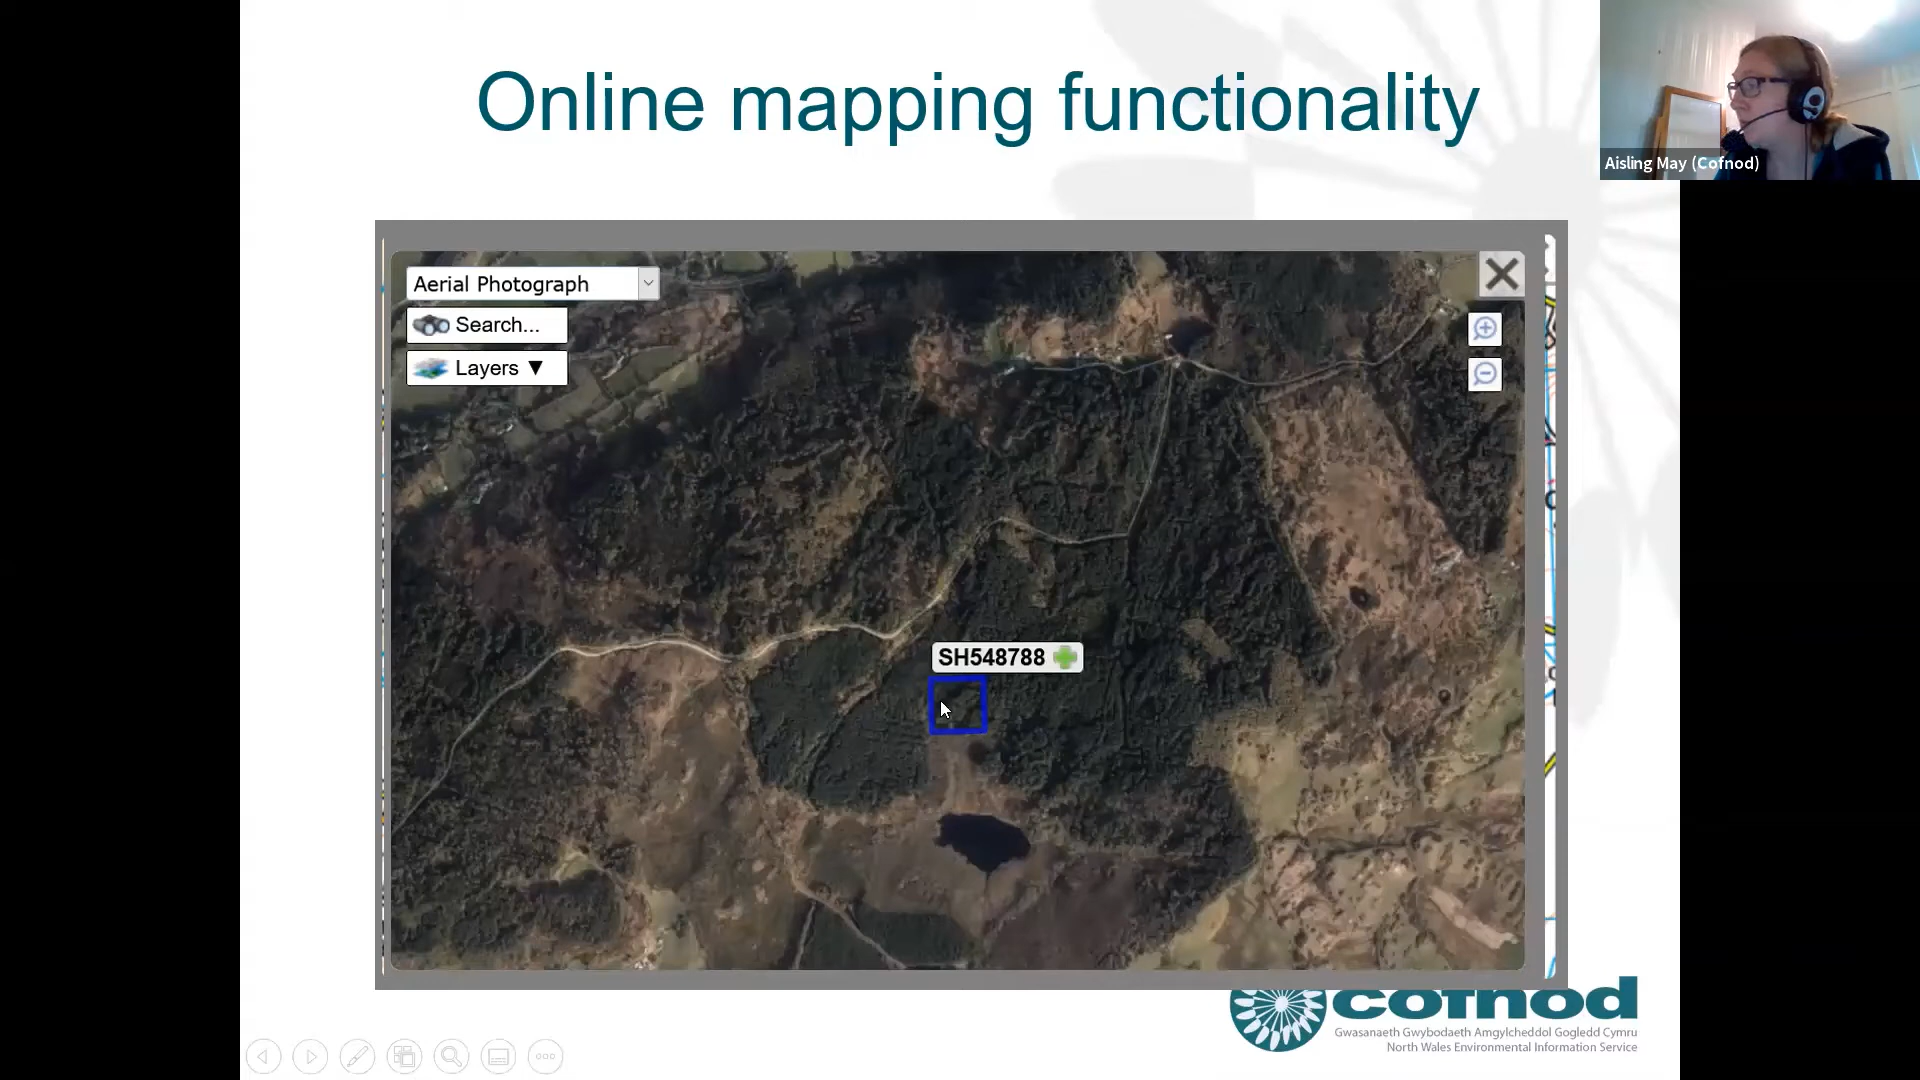 Online mapping functionality
Aisling May (Cofnod)
Aerial Photograph
Search...
Layers ▼
SH548788
cofnod
Gwasanaeth Gwybodaeth Amgylcheddol Gogledd Cymru
North Wales Environmental Information Service